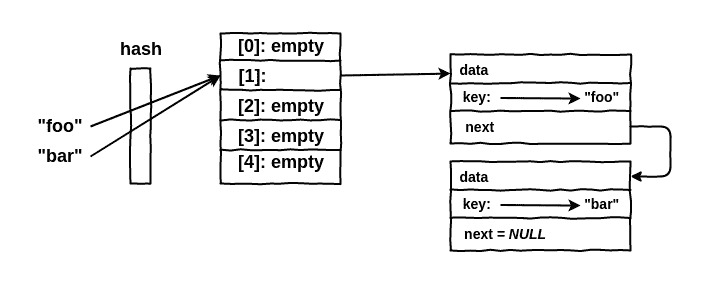 hash
"foo"
"bar"
[0]: empty
[1]:
[2]: empty
[3]: empty
[4]: empty
data
key: "foo"
next
data
key: "bar"
next = NULL